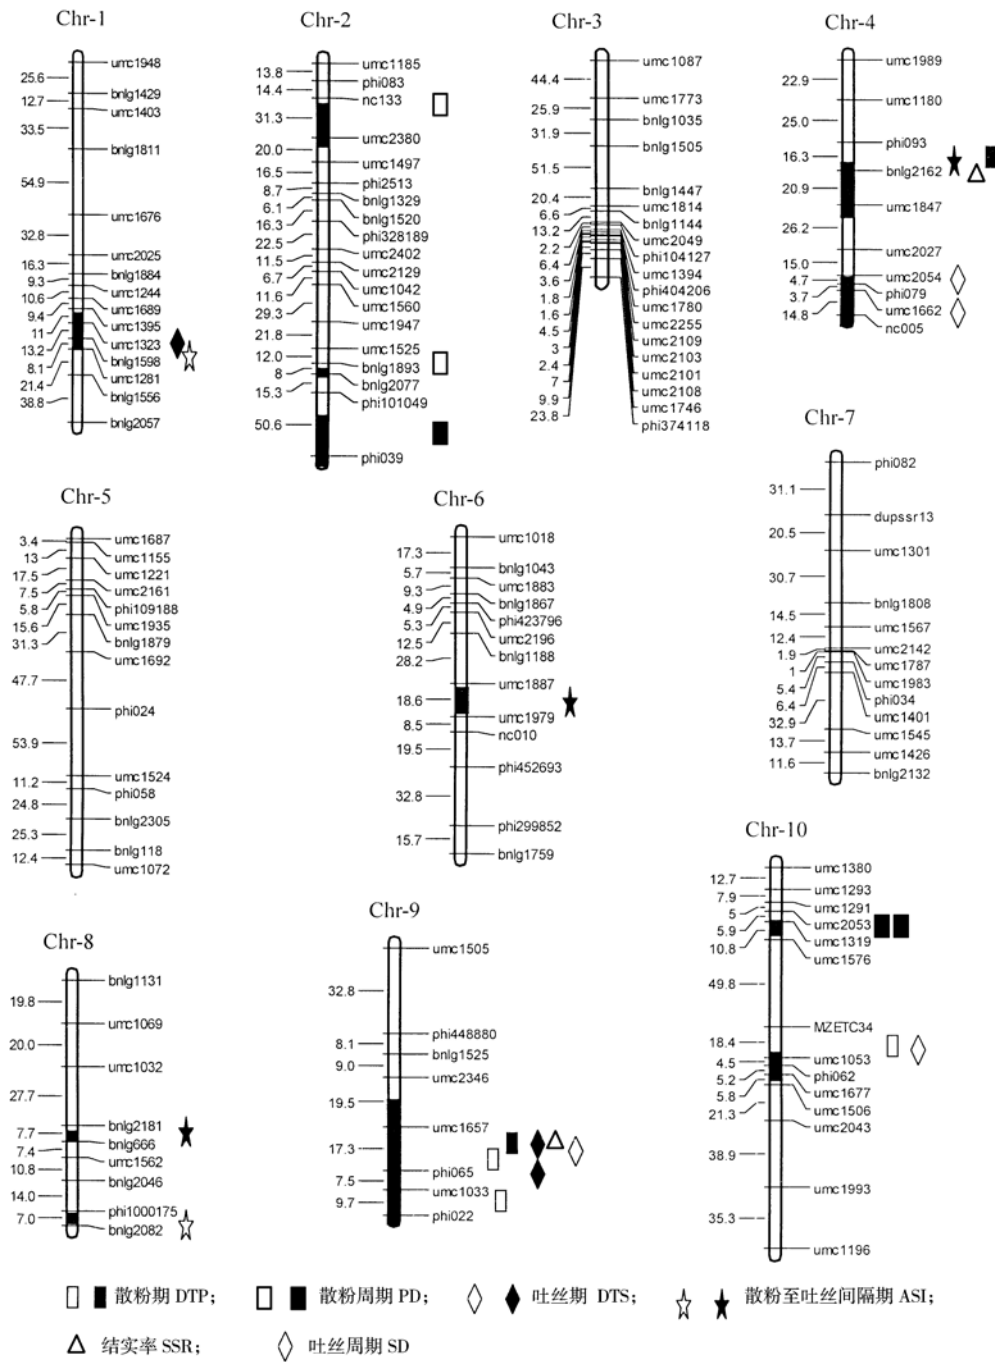 Chr-1
umc1948
25.6
bnlg1429
12.7
umc1403
33.5
bnlg1811
54.9
umc1676
32.8
umc2025
16.3
bnlg1884
9.3
umc1244
10.6
umc1689
9.4
umc1395
11
umc1323
13.2
bnlg1598
8.1
umc1281
21.4
bnlg1556
38.8
bnlg2057
Chr-2
umc1185
13.8
phi083
14.4
nc133
31.3
umc2380
20.0
umc1497
16.5
phi2513
8.7
bnlg1329
6.1
bnlg1520
16.3
phi328189
22.5
umc2402
11.5
umc2129
6.7
umc1042
11.6
umc1560
29.3
umc1947
21.8
umc1525
12.0
bnlg1893
8
bnlg2077
15.3
phi101049
50.6
phi039
Chr-3
umc1087
44.4
umc1773
25.9
bnlg1035
31.9
bnlg1505
51.5
bnlg1447
20.4
umc1814
6.6
bnlg1144
13.2
umc2049
2.2
phi104127
6.4
umc1394
3.6
phi404206
1.8
umc1780
1.6
umc2255
4.5
umc2109
3
umc2103
2.4
umc2101
7
umc2108
9.9
umc1746
23.8
phi374118
Chr-4
umc1989
22.9
umc1180
25.0
phi093
16.3
bnlg2162
20.9
umc1847
26.2
umc2027
15.0
umc2054
4.7
phi079
3.7
umc1662
14.8
nc005
Chr-5
umc1687
3.4
umc1155
13
umc1221
17.5
umc2161
7.5
phi109188
5.8
umc1935
15.6
bnlg1879
31.3
umc1692
47.7
phi024
53.9
umc1524
11.2
phi058
24.8
bnlg2305
25.3
bnlg118
12.4
umc1072
Chr-6
umc1018
17.3
bnlg1043
5.7
umc1883
9.3
bnlg1867
4.9
phi423796
5.3
umc2196
12.5
bnlg1188
28.2
umc1887
18.6
umc1979
8.5
nc010
19.5
phi452693
32.8
phi299852
15.7
bnlg1759
Chr-7
phi082
31.1
dupssr13
20.5
umc1301
30.7
bnlg1808
14.5
umc1567
12.4
umc2142
1.9
umc1787
1
umc1983
5.4
phi034
6.4
umc1401
32.9
umc1545
13.7
umc1426
11.6
bnlg2132
Chr-8
bnlg1131
19.8
umc1069
20.0
umc1032
27.7
bnlg2181
7.7
bnlg666
7.4
umc1562
10.8
bnlg2046
14.0
phi1000175
7.0
bnlg2082
Chr-9
umc1505
32.8
phi448880
8.1
bnlg1525
9.0
umc2346
19.5
umc1657
17.3
phi065
7.5
umc1033
9.7
phi022
Chr-10
umc1380
12.7
umc1293
7.9
umc1291
5
umc2053
5.9
umc1319
10.8
umc1576
49.8
MZETC34
18.4
umc1053
4.5
phi062
5.2
umc1677
5.8
umc1506
21.3
umc2043
38.9
umc1993
35.3
umc1196
散粉期 DTP; 散粉周期 PD; 吐丝期 DTS; 散粉至吐丝间隔期 ASI;
结实率 SSR; 吐丝周期 SD